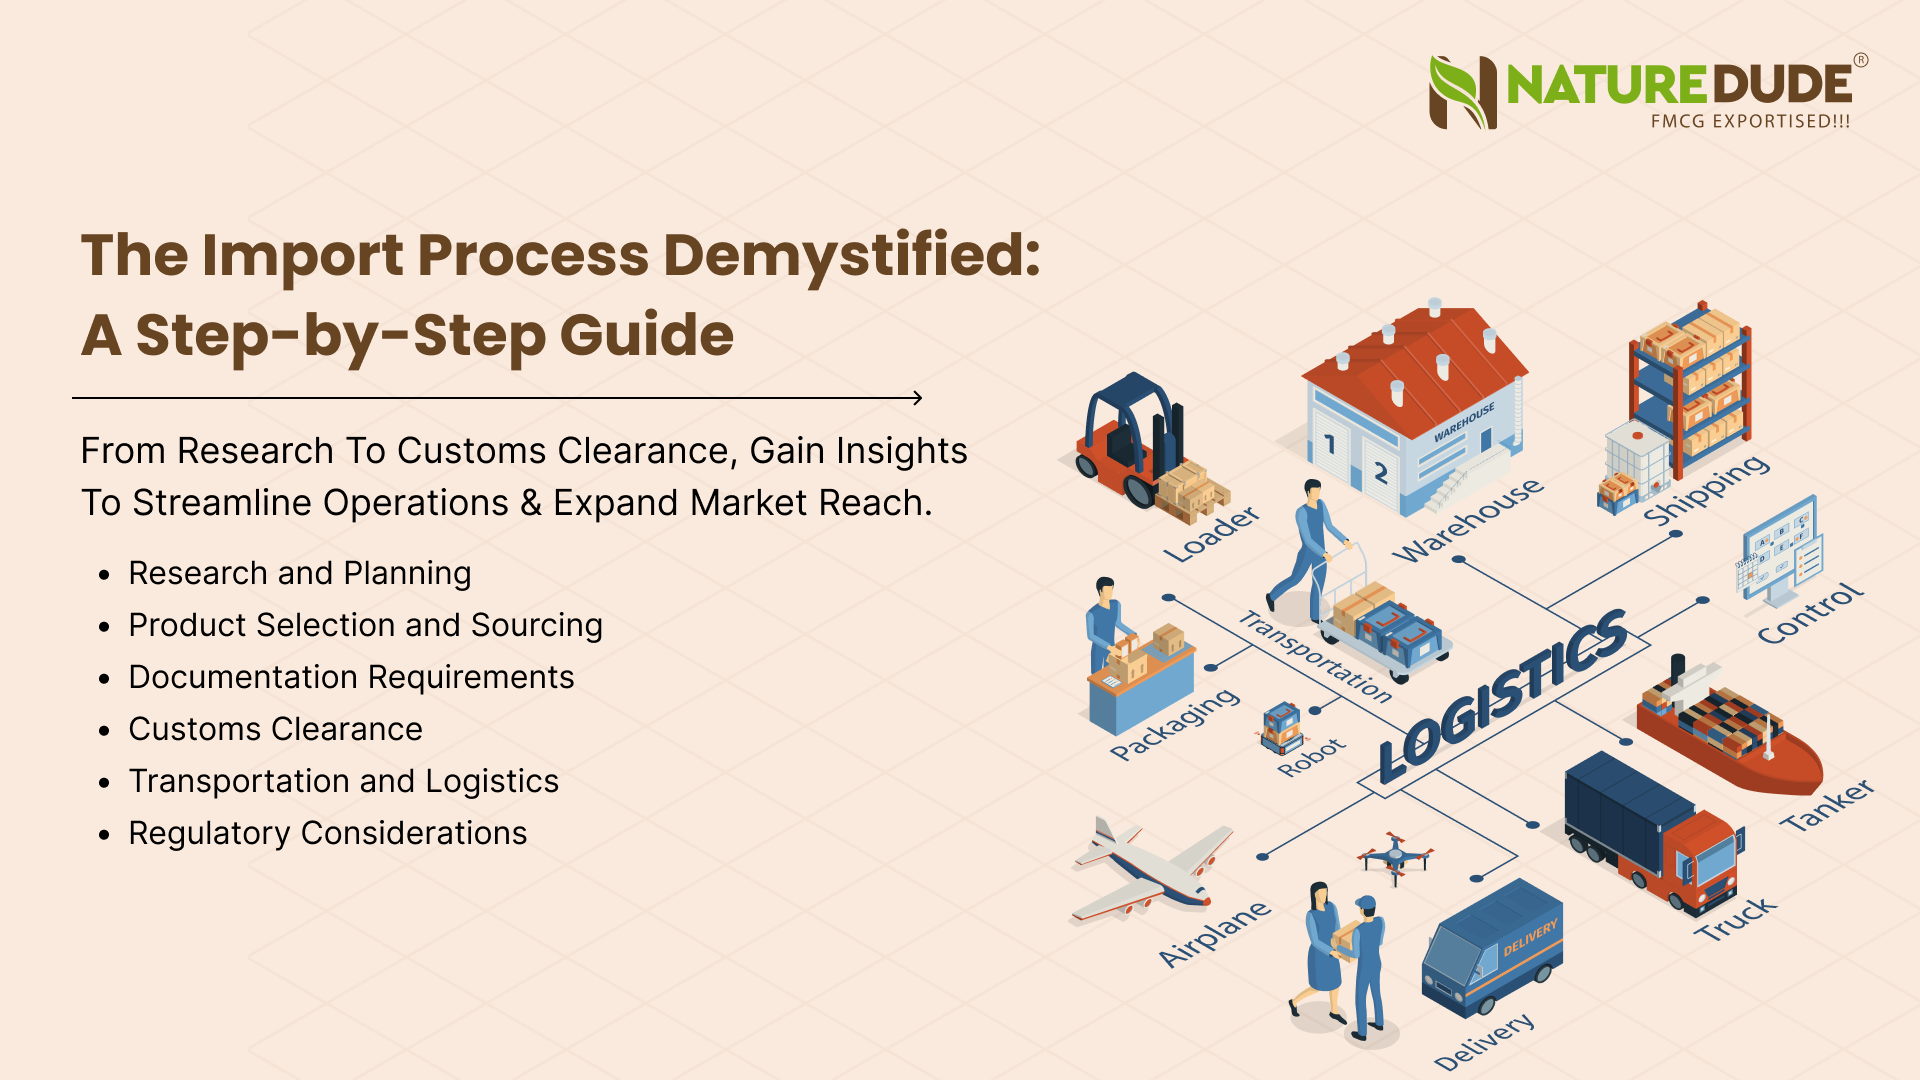 NATUREDUDE®
FMCG EXPORTISED!!!
The Import Process Demystified:
A Step-by-Step Guide
From Research To Customs Clearance, Gain Insights
To Streamline Operations & Expand Market Reach.
• Research and Planning
• Product Selection and Sourcing
• Documentation Requirements
• Customs Clearance
• Transportation and Logistics
• Regulatory Considerations
Loader
1
2
WAREHOUSE
Warehouse
Shipping
Control
Transportation
Packaging
Robot
LOGISTICS
Tanker
Truck
Airplane
DELIVERY
Delivery